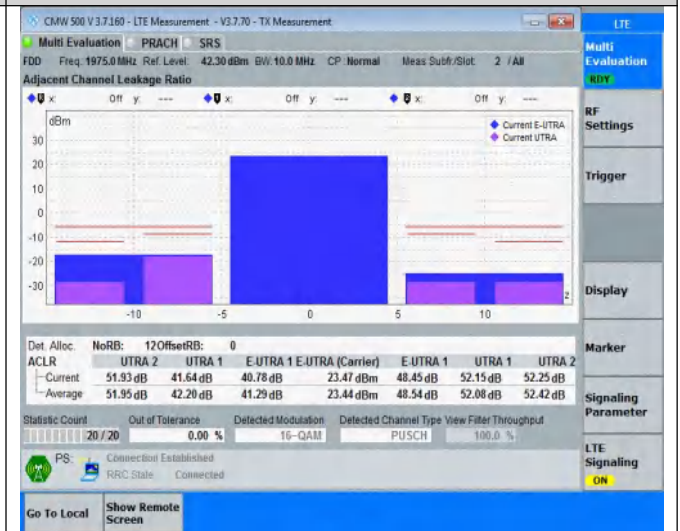 CMW 500 V 3.7.160 - LTE Measurement - V3.7.70 - TX Measurement
LTE
Multi Evaluation PRACH SRS
Multi Evaluation
RDY
FDD Freq: 1975.0 MHz Ref. Level: 42.30 dBm BW: 10.0 MHz CP: Normal Meas Subfr./Slot: 2 / All
Adjacent Channel Leakage Ratio
x: Off y: --- x: Off y: --- x: Off y: ---
RF Settings
dBm
Current E-UTRA
Current UTRA
30
20
10
0
-10
-20
-30
Trigger
2
-10 -5 0 5 10
Display
Det. Alloc. NoRB: 12OffsetRB: 0
Marker
ACLR UTRA 2 UTRA 1 E-UTRA 1 E-UTRA (Carrier) E-UTRA 1 UTRA 1 UTRA 2
Current 51.93 dB 41.64 dB 40.78 dB 23.47 dBm 48.45 dB 52.15 dB 52.25 dB
Average 51.95 dB 42.20 dB 41.29 dB 23.44 dBm 48.54 dB 52.08 dB 52.42 dB
Signaling Parameter
Statistic Count Out of Tolerance Detected Modulation Detected Channel Type View Filter Throughput
20 / 20 0.00 % 16-QAM PUSCH 100.0 %
PS: Connection Established
RRC State Connected
LTE Signaling
ON
Go To Local
Show Remote Screen